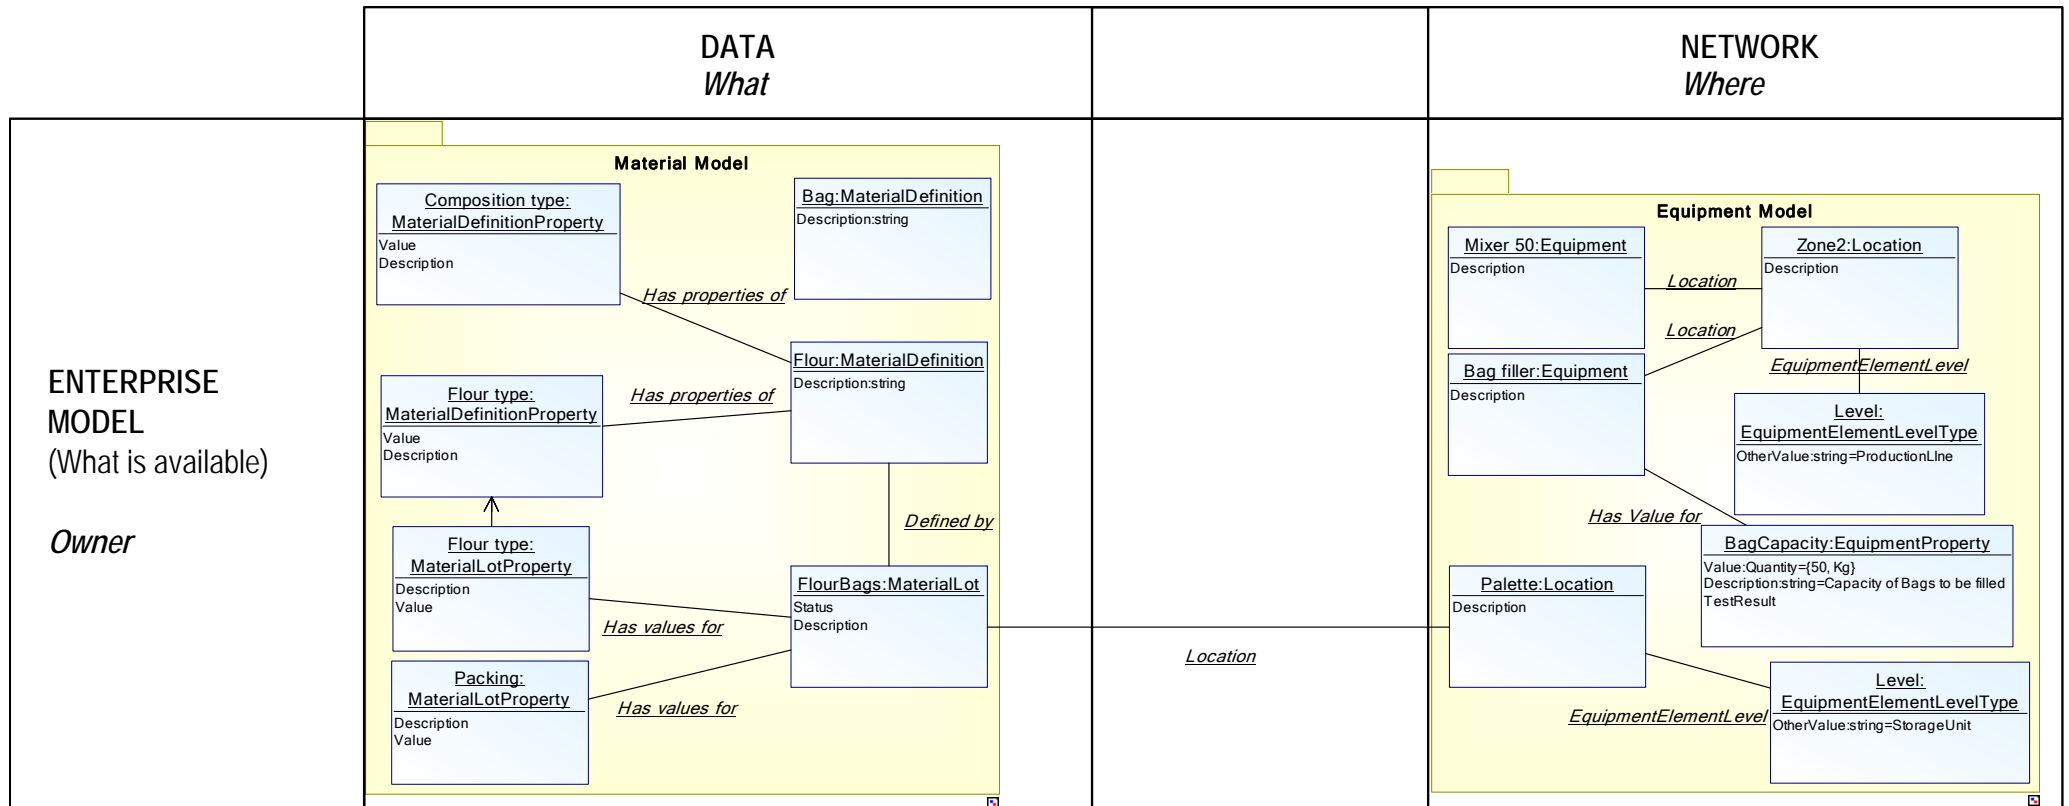 DATA
What
NETWORK
Where
ENTERPRISE
MODEL
(What is available)
Owner
Material Model
Composition type:
MaterialDefinitionProperty
Value
Description
Bag:MaterialDefinition
Description:string
Has properties of
Flour:MaterialDefinition
Description:string
Flour type:
MaterialDefinitionProperty
Value
Description
Has properties of
Defined by
Flour type:
MaterialLotProperty
Description
Value
Has values for
FlourBags:MaterialLot
Status
Description
Packing:
MaterialLotProperty
Description
Value
Has values for
Location
Equipment Model
Mixer 50:Equipment
Description
Location
Zone2:Location
Description
Location
Bag filler:Equipment
Description
EquipmentElementLevel
Level:
EquipmentElementLevelType
OtherValue:string=ProductionLIne
Has Value for
BagCapacity:EquipmentProperty
Value:Quantity={50, Kg}
Description:string=Capacity of Bags to be filled
TestResult
Palette:Location
Description
EquipmentElementLevel
Level:
EquipmentElementLevelType
OtherValue:string=StorageUnit